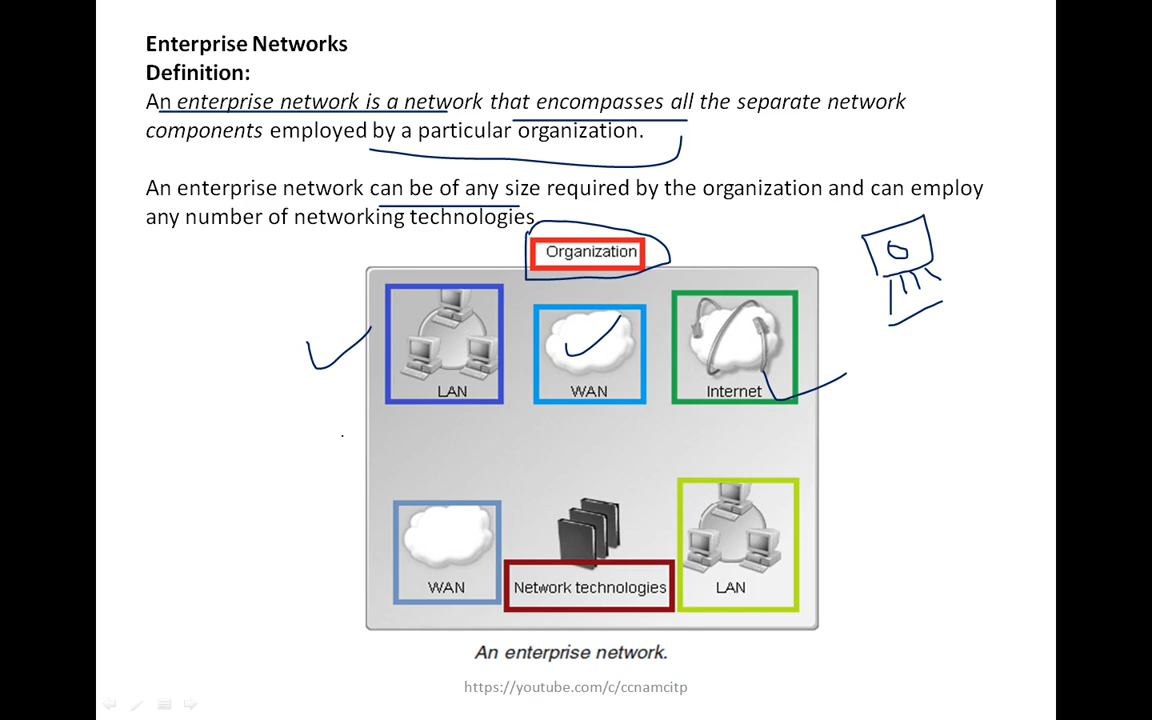 Enterprise Networks
Definition:
An enterprise network is a network that encompasses all the separate network
components employed by a particular organization.
An enterprise network can be of any size required by the organization and can employ
any number of networking technologies
Organization
LAN
WAN
Internet
WAN
Network technologies
LAN
An enterprise network.
https://youtube.com/c/ccnamcitp